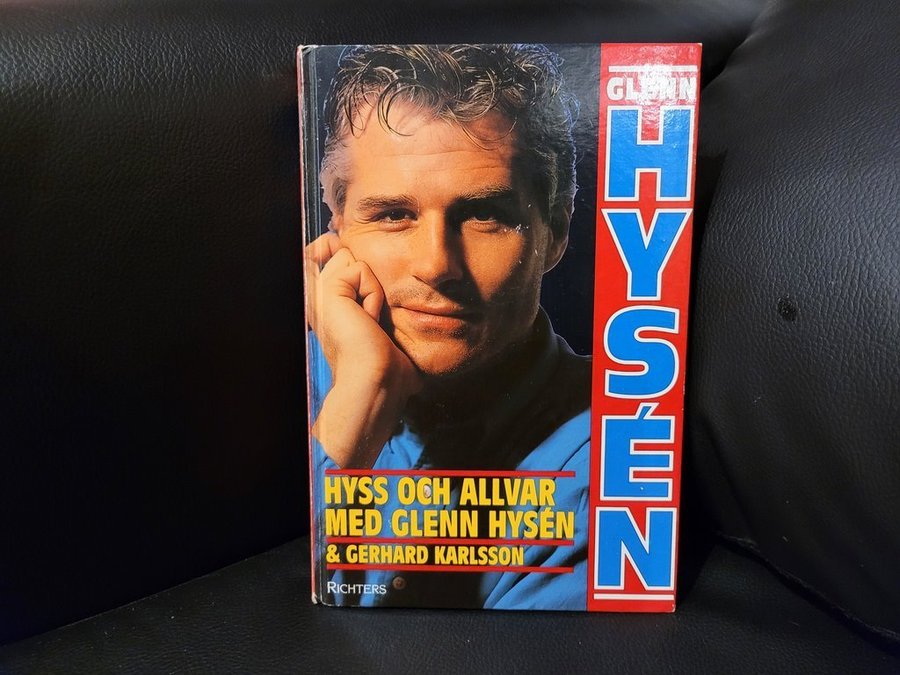 GLENN
HYSÉN
HYSS OCH ALLVAR
MED GLENN HYSÉN
& GERHARD KARLSSON
RICHTERS